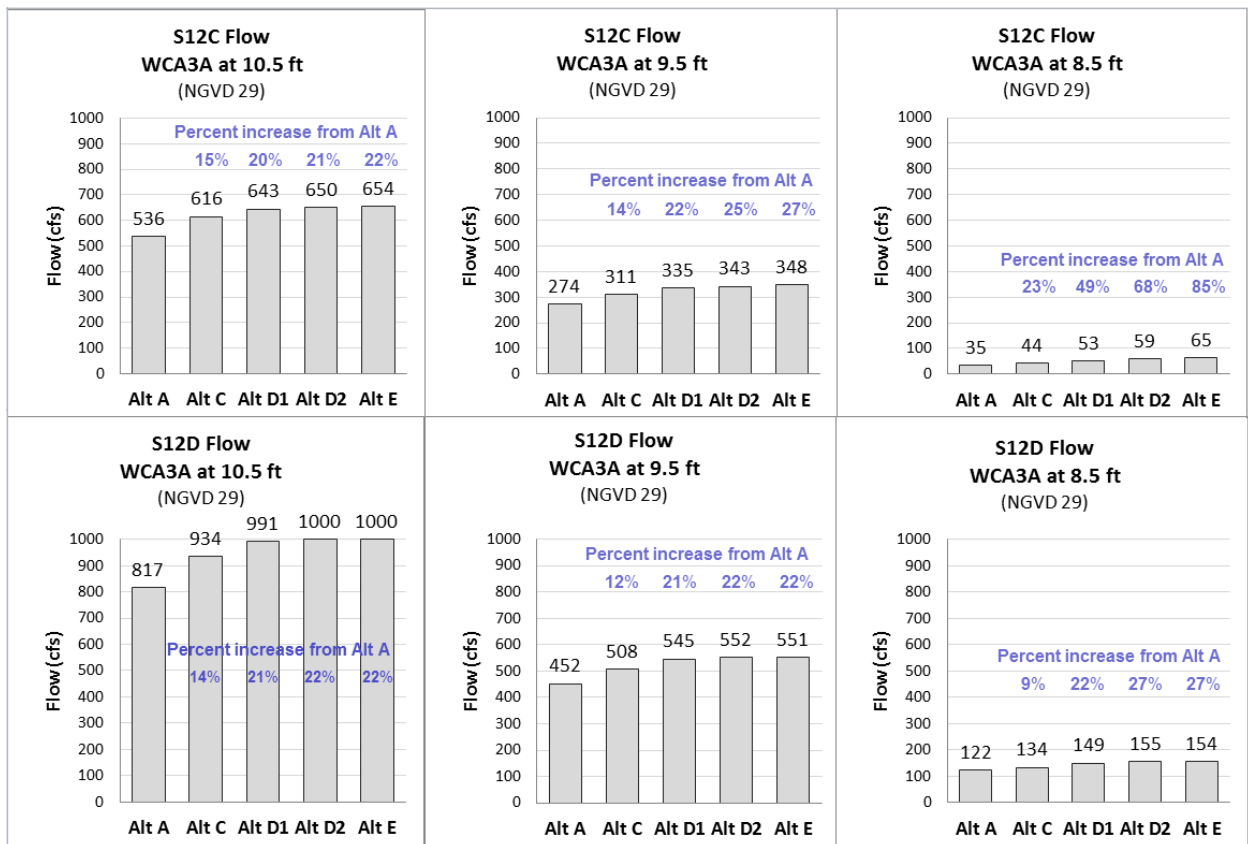 S12C Flow
WCA3A at 10.5 ft
(NGVD 29)
Flow (cfs)
1000
900
800
700
600
500
400
300
200
100
0
Percent increase from Alt A
15% 20% 21% 22%
536 616 643 650 654
Alt A Alt C Alt D1 Alt D2 Alt E
S12C Flow
WCA3A at 9.5 ft
(NGVD 29)
Flow (cfs)
1000
900
800
700
600
500
400
300
200
100
0
Percent increase from Alt A
14% 22% 25% 27%
274 311 335 343 348
Alt A Alt C Alt D1 Alt D2 Alt E
S12C Flow
WCA3A at 8.5 ft
(NGVD 29)
Flow (cfs)
1000
900
800
700
600
500
400
300
200
100
0
Percent increase from Alt A
23% 49% 68% 85%
35 44 53 59 65
Alt A Alt C Alt D1 Alt D2 Alt E
S12D Flow
WCA3A at 10.5 ft
(NGVD 29)
Flow (cfs)
1000
900
800
700
600
500
400
300
200
100
0
817 934 991 1000 1000
Percent increase from Alt A
14% 21% 22% 22%
Alt A Alt C Alt D1 Alt D2 Alt E
S12D Flow
WCA3A at 9.5 ft
(NGVD 29)
Flow (cfs)
1000
900
800
700
600
500
400
300
200
100
0
Percent increase from Alt A
12% 21% 22% 22%
452 508 545 552 551
Alt A Alt C Alt D1 Alt D2 Alt E
S12D Flow
WCA3A at 8.5 ft
(NGVD 29)
Flow (cfs)
1000
900
800
700
600
500
400
300
200
100
0
Percent increase from Alt A
9% 22% 27% 27%
122 134 149 155 154
Alt A Alt C Alt D1 Alt D2 Alt E